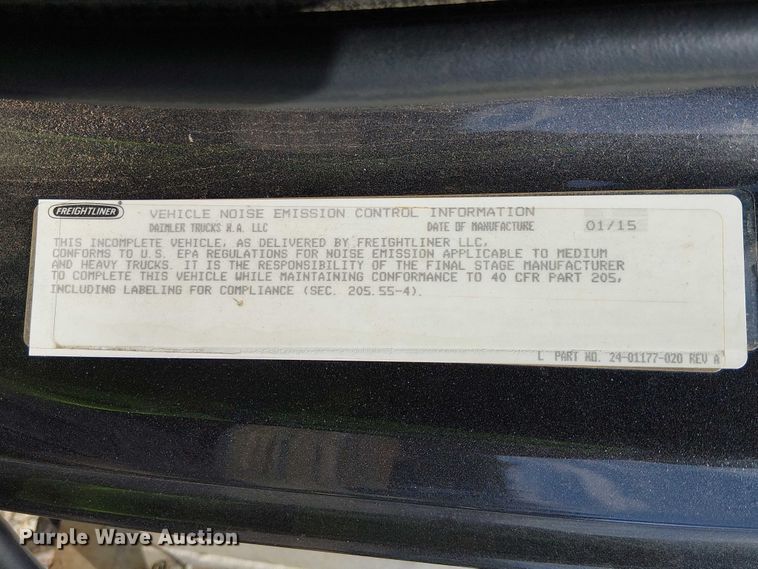 FREIGHTLINER
VEHICLE NOISE EMISSION CONTROL INFORMATION
DAIMLER TRUCKS N.A. LLC DATE OF MANUFACTURE 01/15
THIS INCOMPLETE VEHICLE, AS DELIVERED BY FREIGHTLINER LLC,
CONFORMS TO U.S. EPA REGULATIONS FOR NOISE EMISSION APPLICABLE TO MEDIUM
AND HEAVY TRUCKS. IT IS THE RESPONSIBILITY OF THE FINAL STAGE MANUFACTURER
TO COMPLETE THIS VEHICLE WHILE MAINTAINING CONFORMANCE TO 40 CFR PART 205,
INCLUDING LABELING FOR COMPLIANCE (SEC. 205.55-4).
L PART NO. 24-01177-020 REV A
Purple Wave Auction